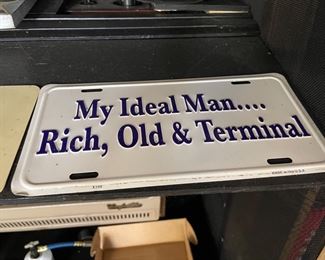 My Ideal Man....
Rich, Old & Terminal